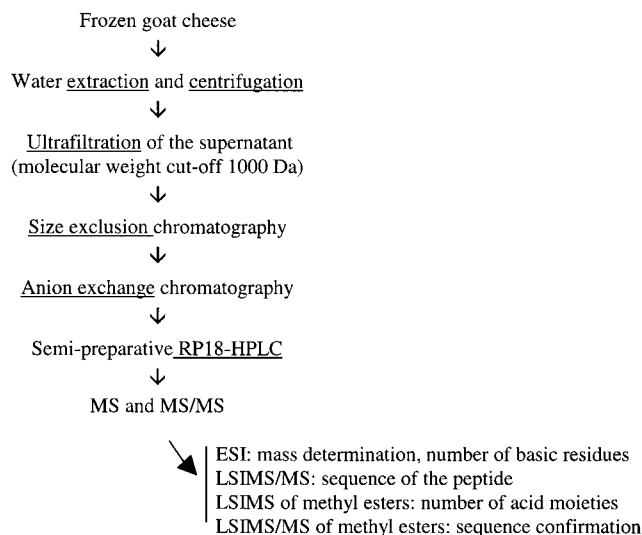 Frozen goat cheese
Water extraction and centrifugation
Ultrafiltration of the supernatant
(molecular weight cut-off 1000 Da)
Size exclusion chromatography
Anion exchange chromatography
Semi-preparative RP18-HPLC
MS and MS/MS
ESI: mass determination, number of basic residues
LSIMS/MS: sequence of the peptide
LSIMS of methyl esters: number of acid moieties
LSIMS/MS of methyl esters: sequence confirmation